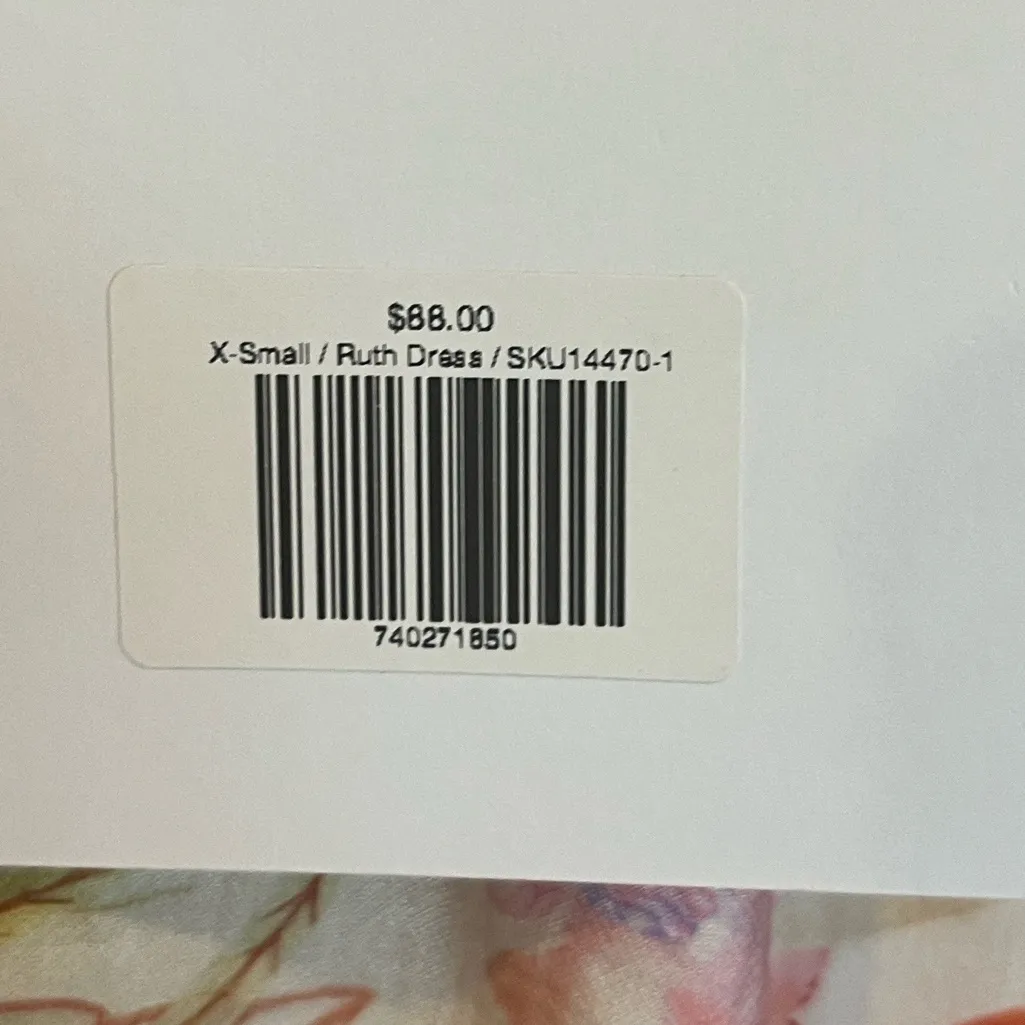 $88.00
X-Small / Ruth Dress / SKU14470-1
740271850